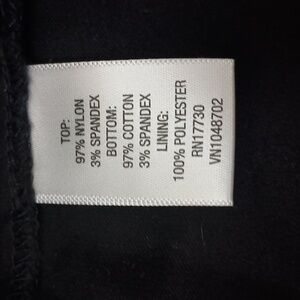 TOP:
97% NYLON
3% SPANDEX
BOTTOM:
97% COTTON
3% SPANDEX
LINING:
100% POLYESTER
RN17730
VN1048702